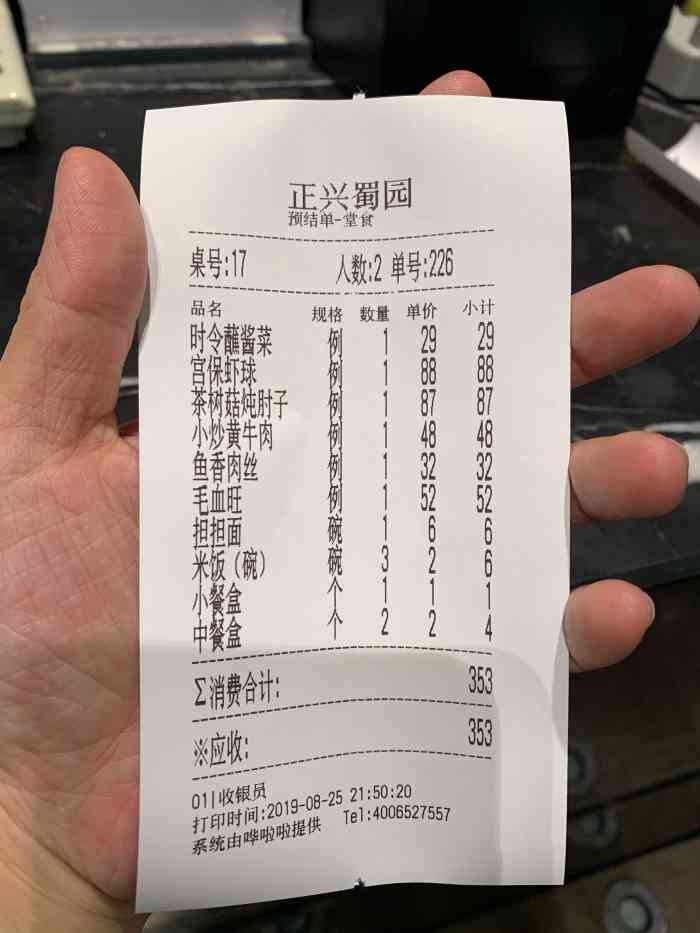 正兴蜀园
预结单-堂食
桌号:17 人数:2 单号:226
品名 规格 数量 单价 小计
时令蘸酱菜 例 1 29 29
宫保虾球 例 1 88 88
茶树菇炖肘子 例 1 87 87
小炒黄牛肉 例 1 48 48
鱼香肉丝 例 1 32 32
毛血旺 例 1 52 52
担担面 碗 1 6 6
米饭（碗） 碗 3 2 6
小餐盒 个 1 1 1
中餐盒 个 2 2 4
∑消费合计: 353
※应收: 353
01|收银员
打印时间:2019-08-25 21:50:20
系统由哗啦啦提供 Tel:4006527557